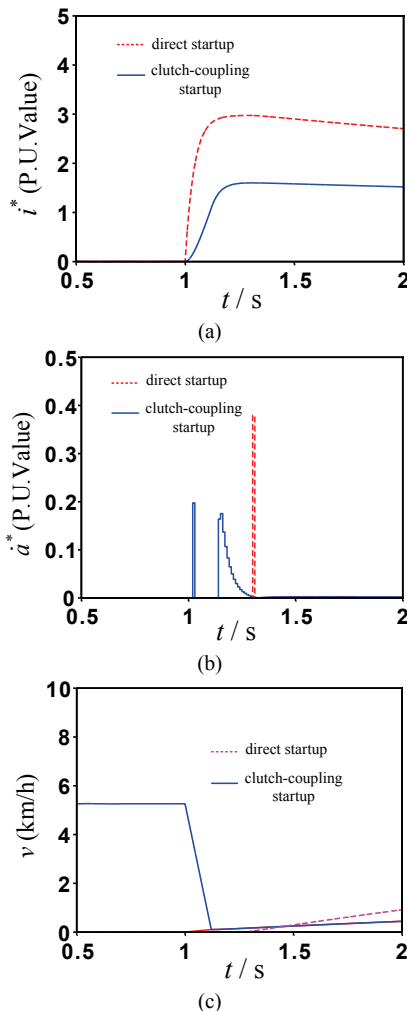 5
4
3
2
1
0
i* (P.U.Value)
direct startup
clutch-coupling
startup
0.5 1 1.5 2
t / s
(a)
0.5
0.4
0.3
0.2
0.1
0
ȧ* (P.U.Value)
direct startup
clutch-coupling
startup
0.5 1 1.5 2
t / s
(b)
10
8
6
4
2
0
v (km/h)
direct startup
clutch-coupling
startup
0.5 1 1.5 2
t / s
(c)